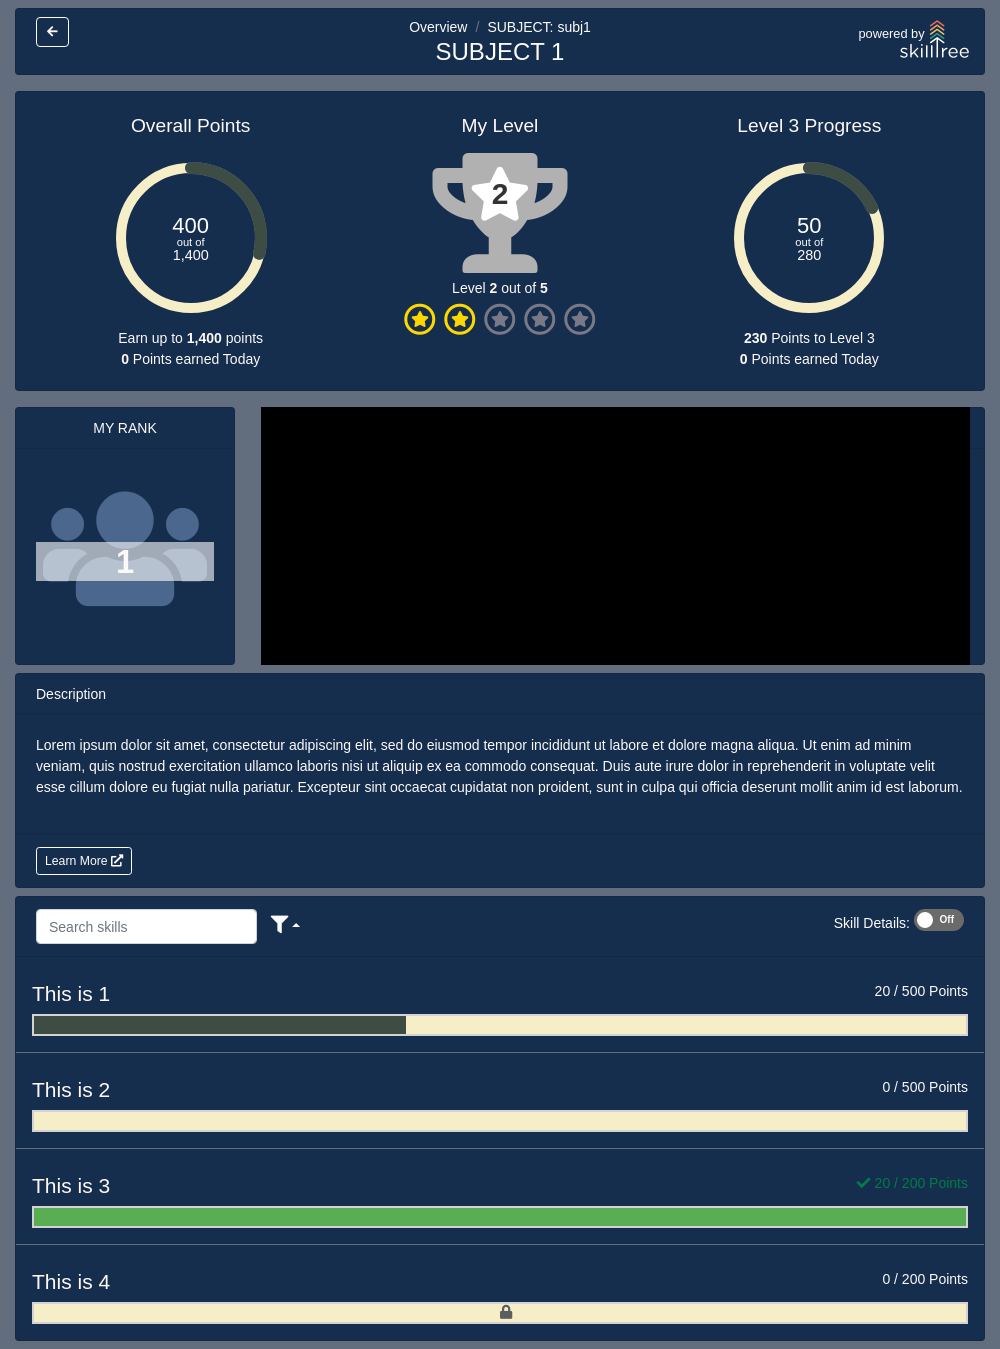 Overview / SUBJECT: subj1
SUBJECT 1
powered by
skilltree
Overall Points
400
out of
1,400
Earn up to 1,400 points
0 Points earned Today
My Level
2
Level 2 out of 5
Level 3 Progress
50
out of
280
230 Points to Level 3
0 Points earned Today
MY RANK
1
Description
Lorem ipsum dolor sit amet, consectetur adipiscing elit, sed do eiusmod tempor incididunt ut labore et dolore magna aliqua. Ut enim ad minim
veniam, quis nostrud exercitation ullamco laboris nisi ut aliquip ex ea commodo consequat. Duis aute irure dolor in reprehenderit in voluptate velit
esse cillum dolore eu fugiat nulla pariatur. Excepteur sint occaecat cupidatat non proident, sunt in culpa qui officia deserunt mollit anim id est laborum.
Learn More
Search skills
Skill Details: Off
This is 1
20 / 500 Points
This is 2
0 / 500 Points
This is 3
20 / 200 Points
This is 4
0 / 200 Points